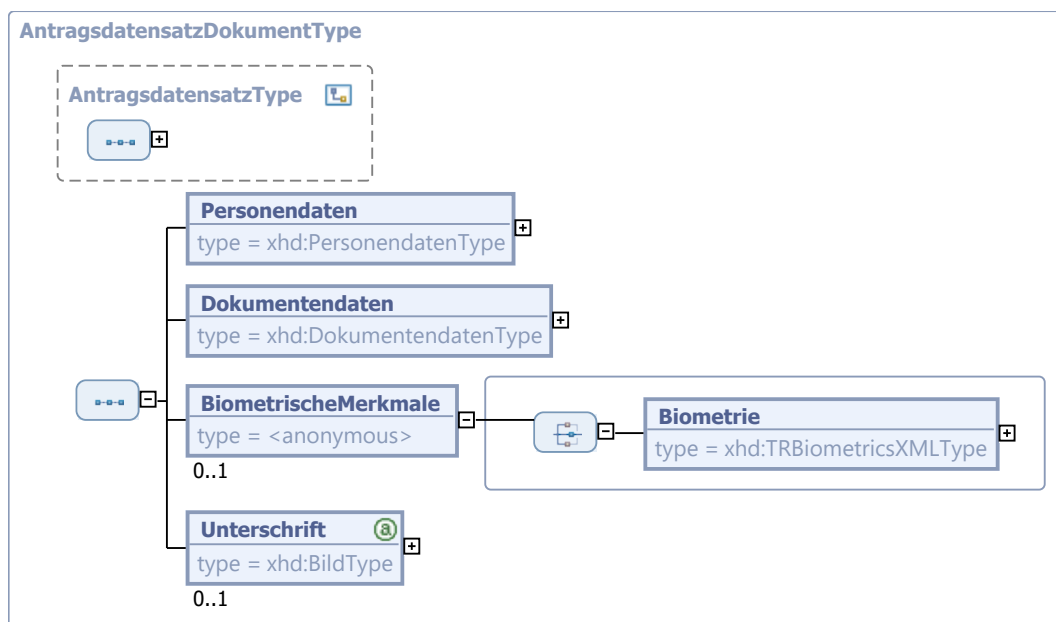 AntragsdatensatzDokumentType
AntragsdatensatzType
Personendaten
type = xhd:PersonendatenType
Dokumentendaten
type = xhd:DokumentendatenType
BiometrischeMerkmale
type = <anonymous>
0..1
Biometrie
type = xhd:TRBiometricsXMLType
Unterschrift a
type = xhd:BildType
0..1